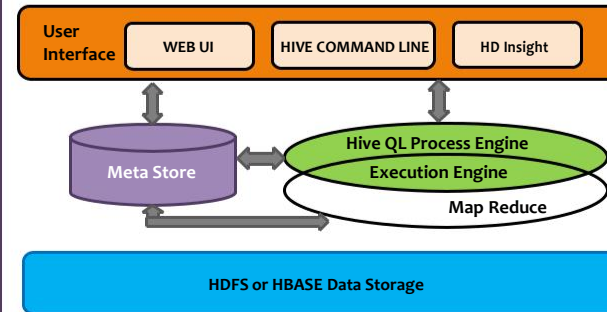 User
Interface
WEB UI
HIVE COMMAND LINE
HD Insight
Meta Store
Hive QL Process Engine
Execution Engine
Map Reduce
HDFS or HBASE Data Storage